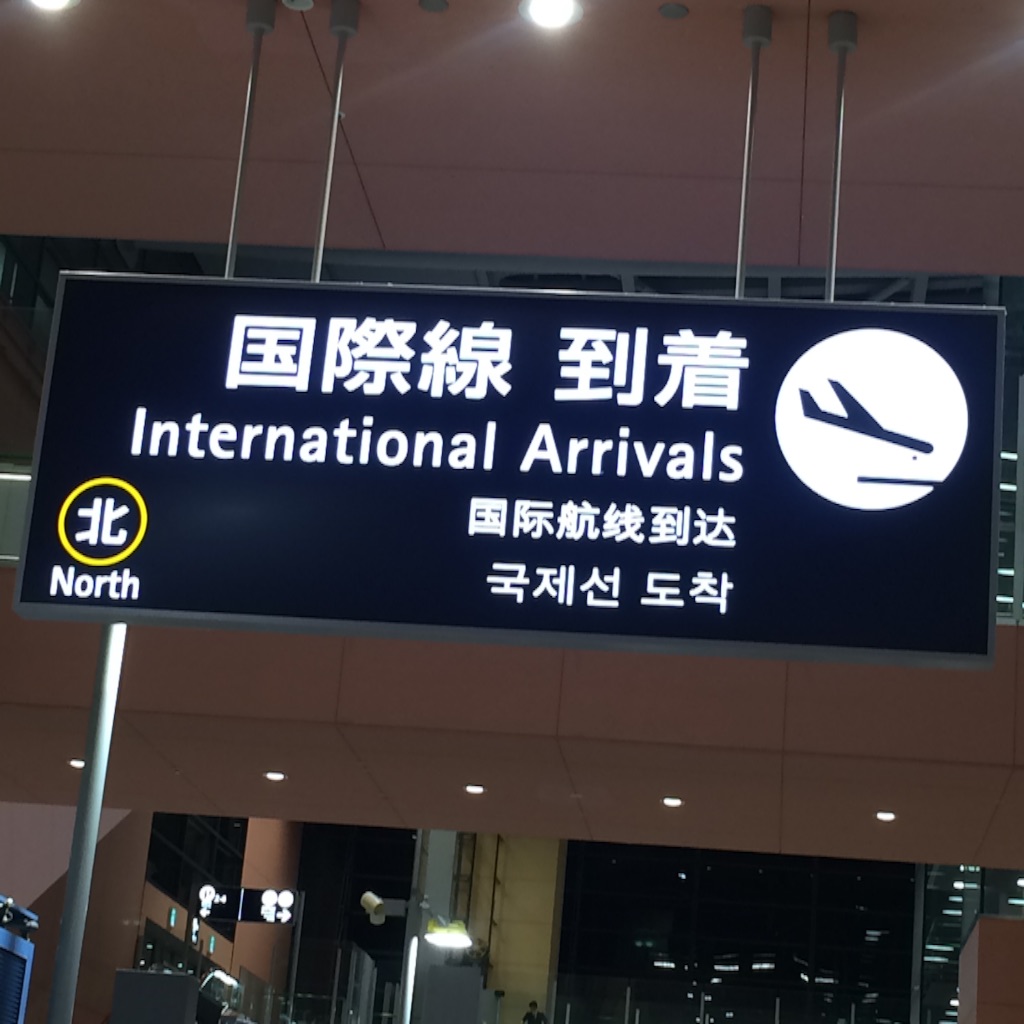 国際線 到着
International Arrivals
国际航线到达
국제선 도착
北
North